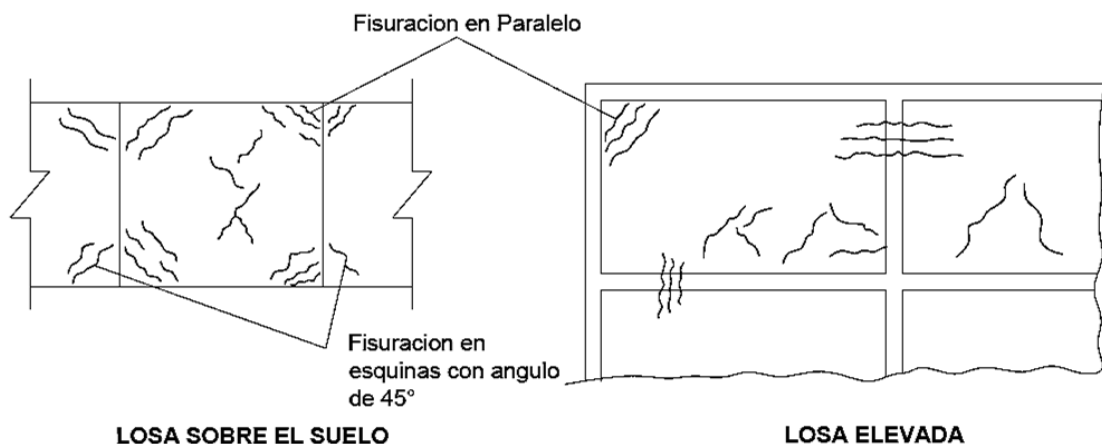 Fisuracion en Paralelo
Fisuracion en
esquinas con angulo
de 45°
LOSA SOBRE EL SUELO
LOSA ELEVADA